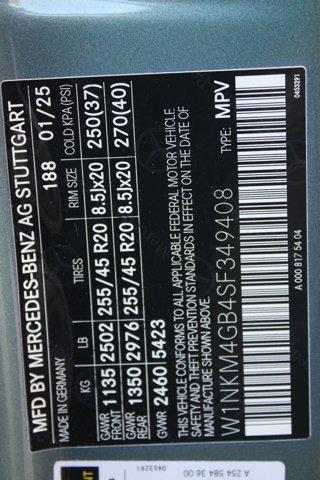 MFD BY MERCEDES-BENZ AG STUTTGART
MADE IN GERMANY 188 01/25
KG LB TIRES RIM SIZE COLD KPA(PSI)
GAWR FRONT 1135 2502 255/45 R20 8.5Jx20 250(37)
GAWR REAR 1350 2976 255/45 R20 8.5Jx20 270(40)
GVWR 2460 5423
THIS VEHICLE CONFORMS TO ALL APPLICABLE FEDERAL MOTOR VEHICLE
SAFETY AND THEFT PREVENTION STANDARDS IN EFFECT ON THE DATE OF
MANUFACTURE SHOWN ABOVE.
W1NKM4GB4SF349408 TYPE: MPV
A 000 817 54 04
0453291
A 254 584 36 00
0453291